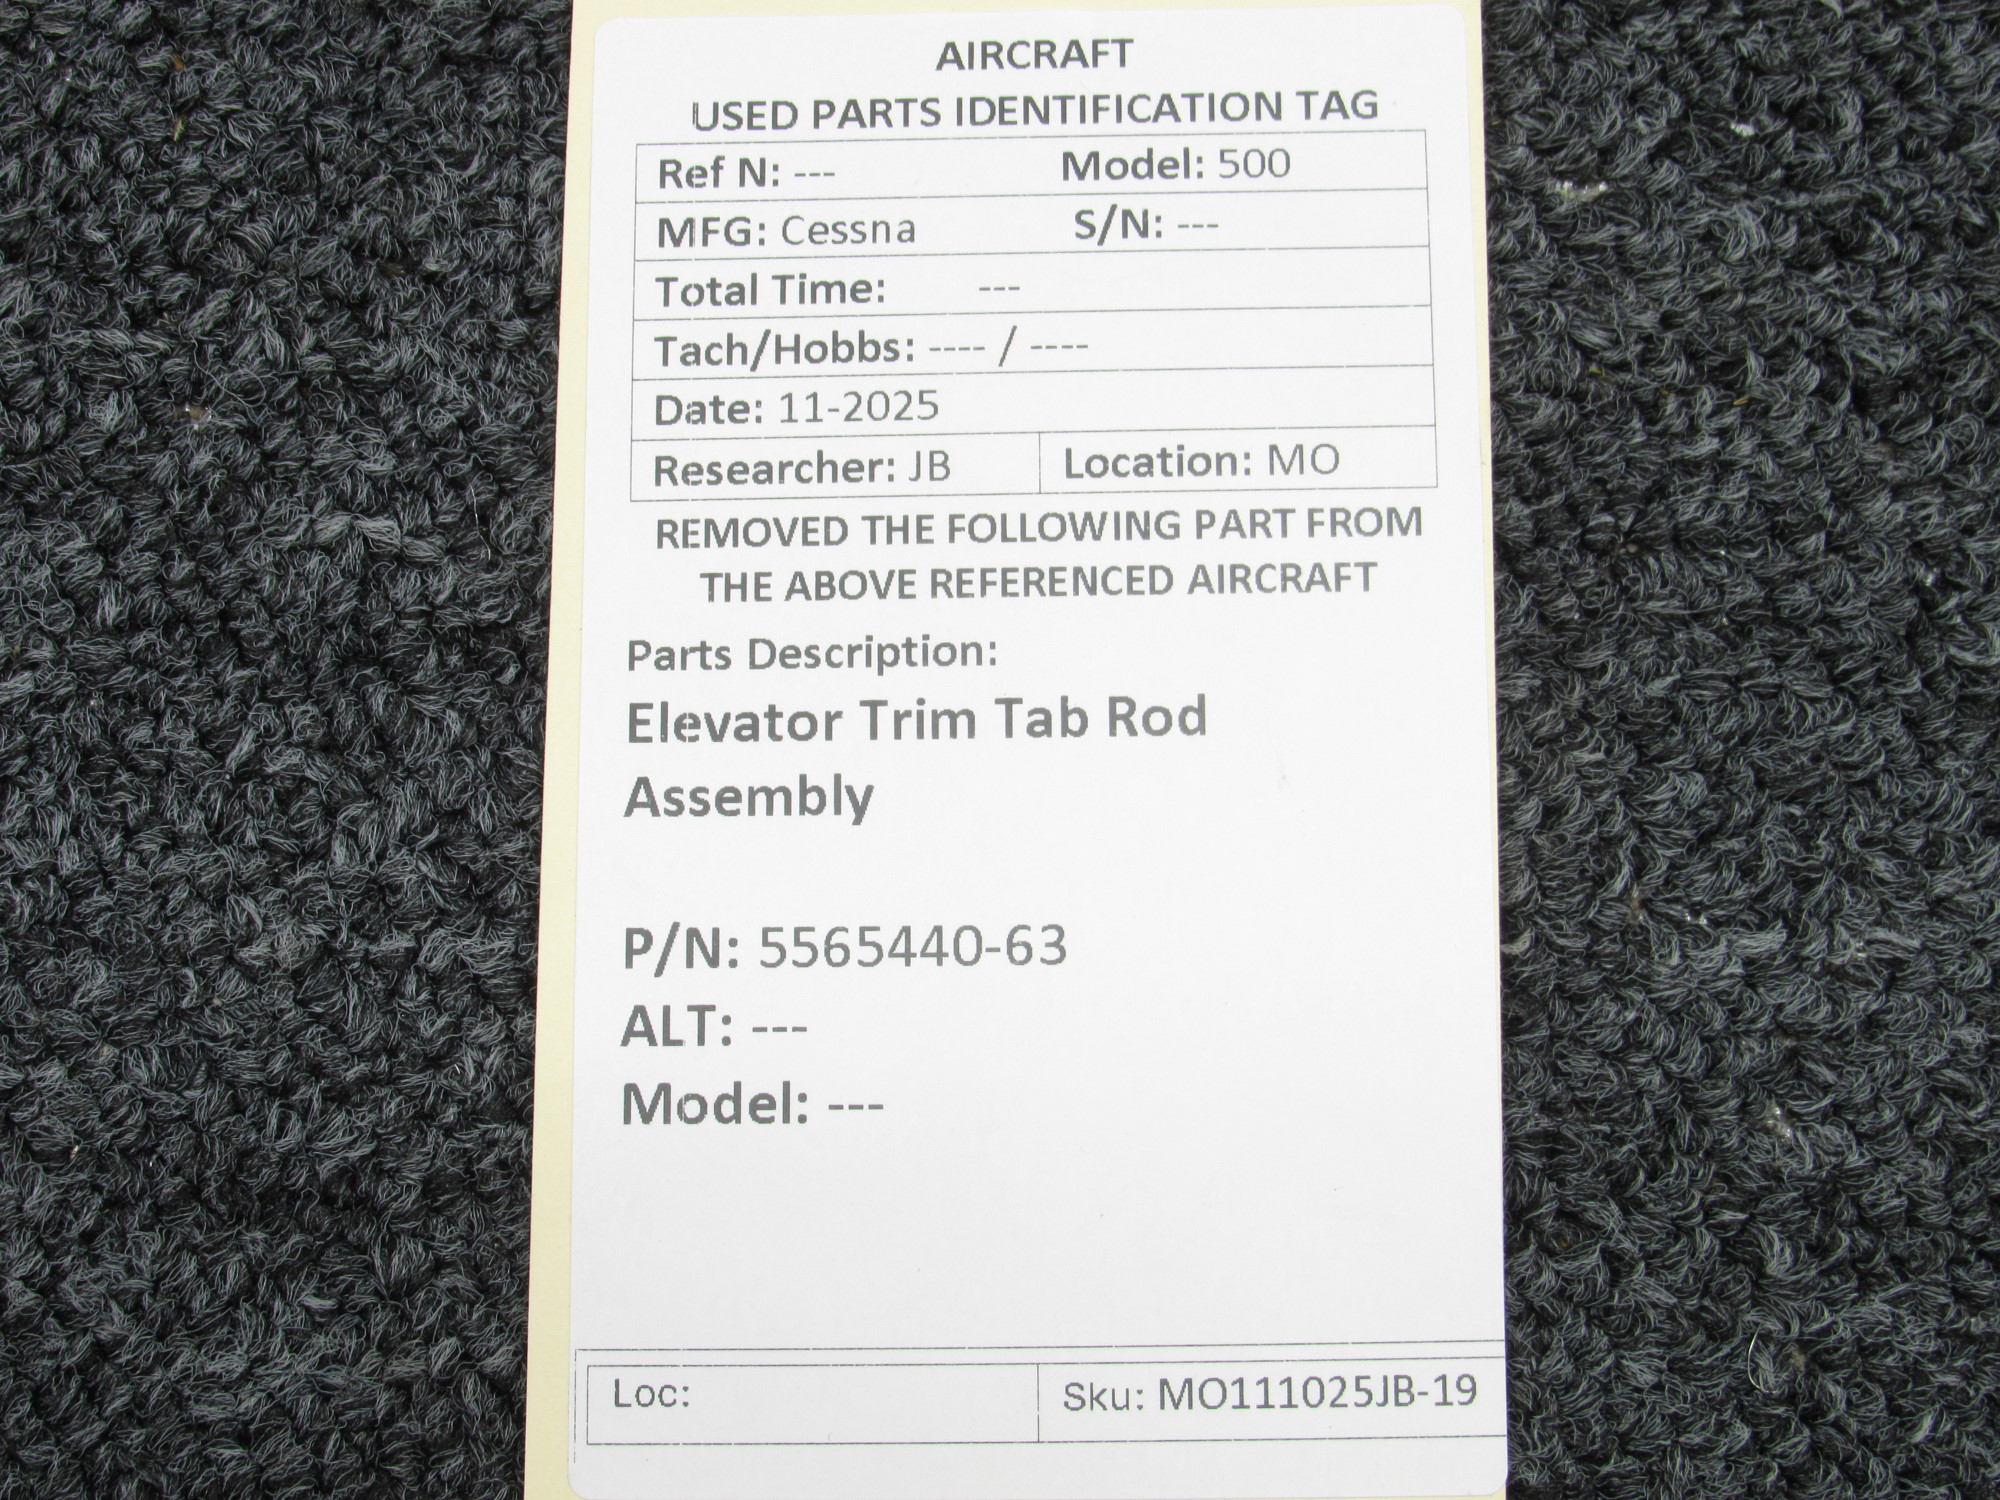 AIRCRAFT
USED PARTS IDENTIFICATION TAG
Ref N: --- Model: 500
MFG: Cessna S/N: ---
Total Time: ---
Tach/Hobbs: ---- / ----
Date: 11-2025
Researcher: JB Location: MO
REMOVED THE FOLLOWING PART FROM
THE ABOVE REFERENCED AIRCRAFT
Parts Description:
Elevator Trim Tab Rod
Assembly
P/N: 5565440-63
ALT: ---
Model: ---
Loc: Sku: MO111025JB-19